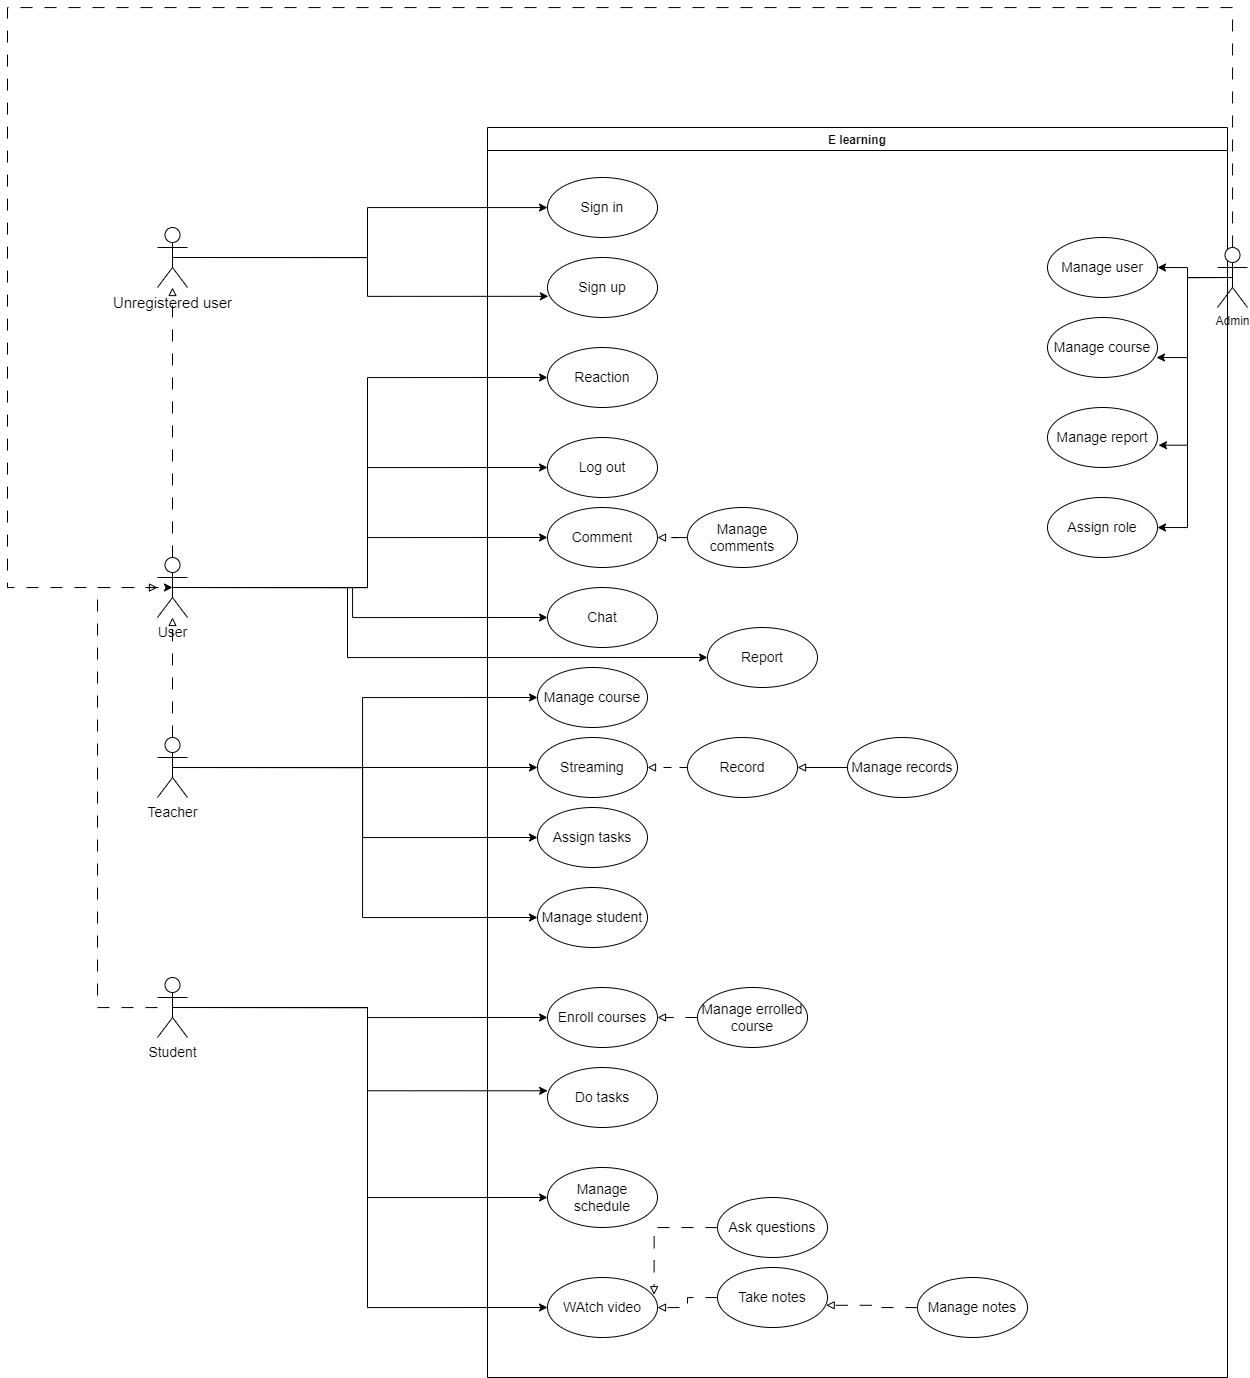 E learning
Sign in
Unregistered user
Sign up
Manage user
Admin
Manage course
Reaction
Manage report
Log out
Assign role
Comment
Manage
comments
User
Chat
Report
Manage course
Streaming
Record
Manage records
Teacher
Assign tasks
Manage student
Student
Enroll courses
Manage errolled
course
Do tasks
Manage
schedule
Ask questions
WAtch video
Take notes
Manage notes